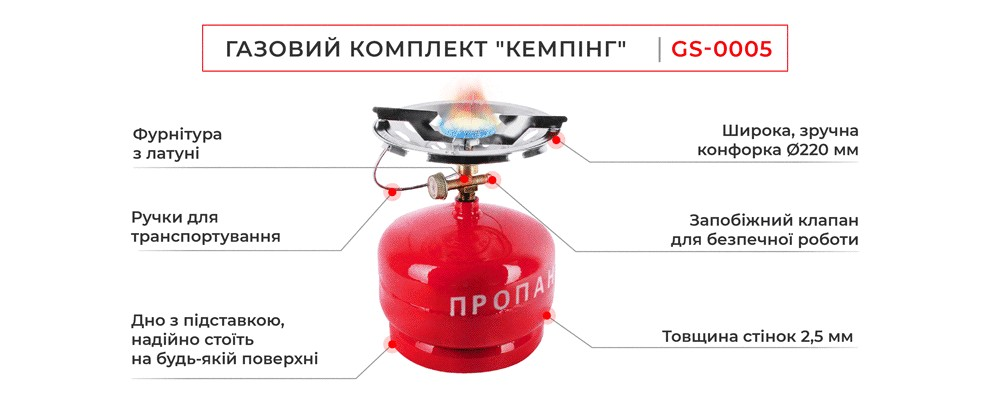 ГАЗОВИЙ КОМПЛЕКТ "КЕМПІНГ" | GS-0005
Фурнітура
з латуні
Ручки для
транспортування
Дно з підставкою,
надійно стоїть
на будь-якій поверхні
Широка, зручна
конфорка Ø220 мм
Запобіжний клапан
для безпечної роботи
Товщина стінок 2,5 мм
ПРОПАН